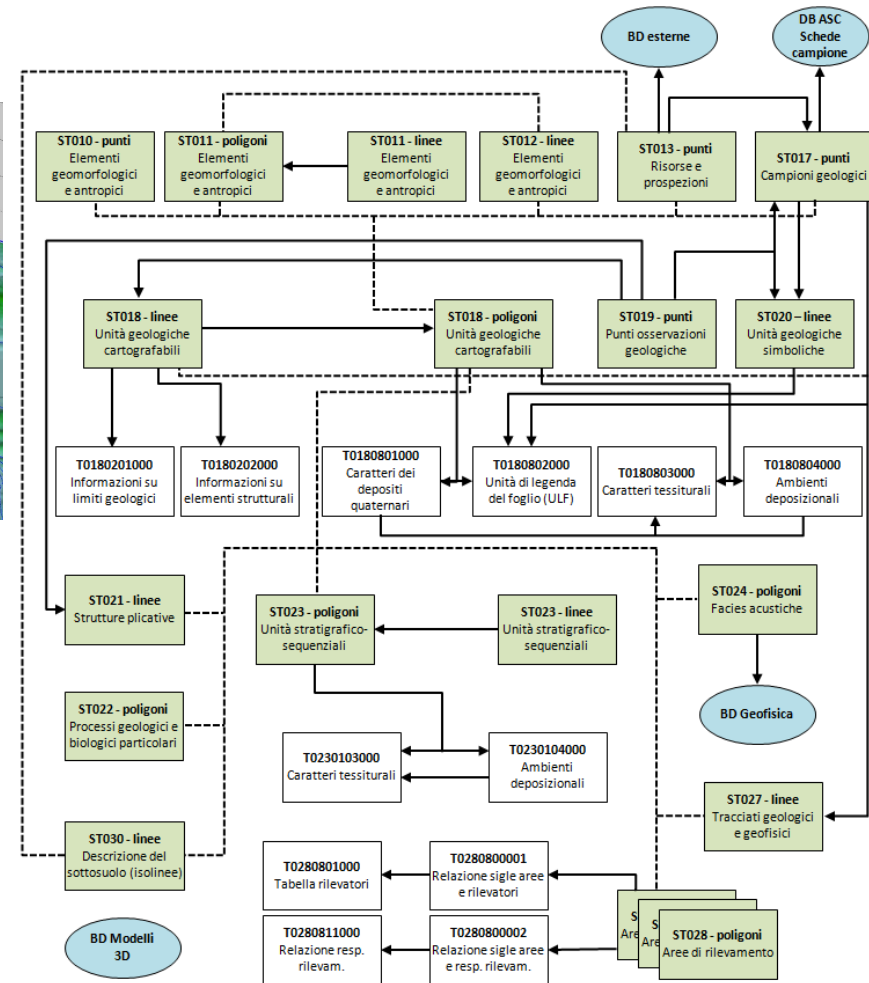 BD esterne
DB ASC
Schede
campione
ST010 - punti
Elementi
geomorfologici
e antropici
ST011 - poligoni
Elementi
geomorfologici
e antropici
ST011 - linee
Elementi
geomorfologici
e antropici
ST012 - linee
Elementi
geomorfologici
e antropici
ST013 - punti
Risorse e
prospezioni
ST017 - punti
Campioni geologici
ST018 - linee
Unità geologiche
cartografabili
ST018 - poligoni
Unità geologiche
cartografabili
ST019 - punti
Punti osservazioni
geologiche
ST020 – linee
Unità geologiche
simboliche
T0180201000
Informazioni su
limiti geologici
T0180202000
Informazioni su
elementi strutturali
T0180801000
Caratteri dei
depositi
quaternari
T0180802000
Unità di legenda
del foglio (ULF)
T0180803000
Caratteri tessiturali
T0180804000
Ambienti
deposizionali
ST021 - linee
Strutture plicative
ST023 - poligoni
Unità stratigrafico-
sequenziali
ST023 - linee
Unità stratigrafico-
sequenziali
ST024 - poligoni
Facies acustiche
ST022 - poligoni
Processi geologici e
biologici particolari
BD Geofisica
T0230103000
Caratteri tessiturali
T0230104000
Ambienti
deposizionali
ST027 - linee
Tracciati geologici
e geofisici
ST030 - linee
Descrizione del
sottosuolo (isolinee)
T0280801000
Tabella rilevatori
T0280800001
Relazione sigle aree
e rilevatori
BD Modelli
3D
T0280811000
Relazione resp.
rilevam.
T0280800002
Relazione sigle aree
e resp. rilevam.
S
Are
S
Are
ST028 - poligoni
Aree di rilevamento